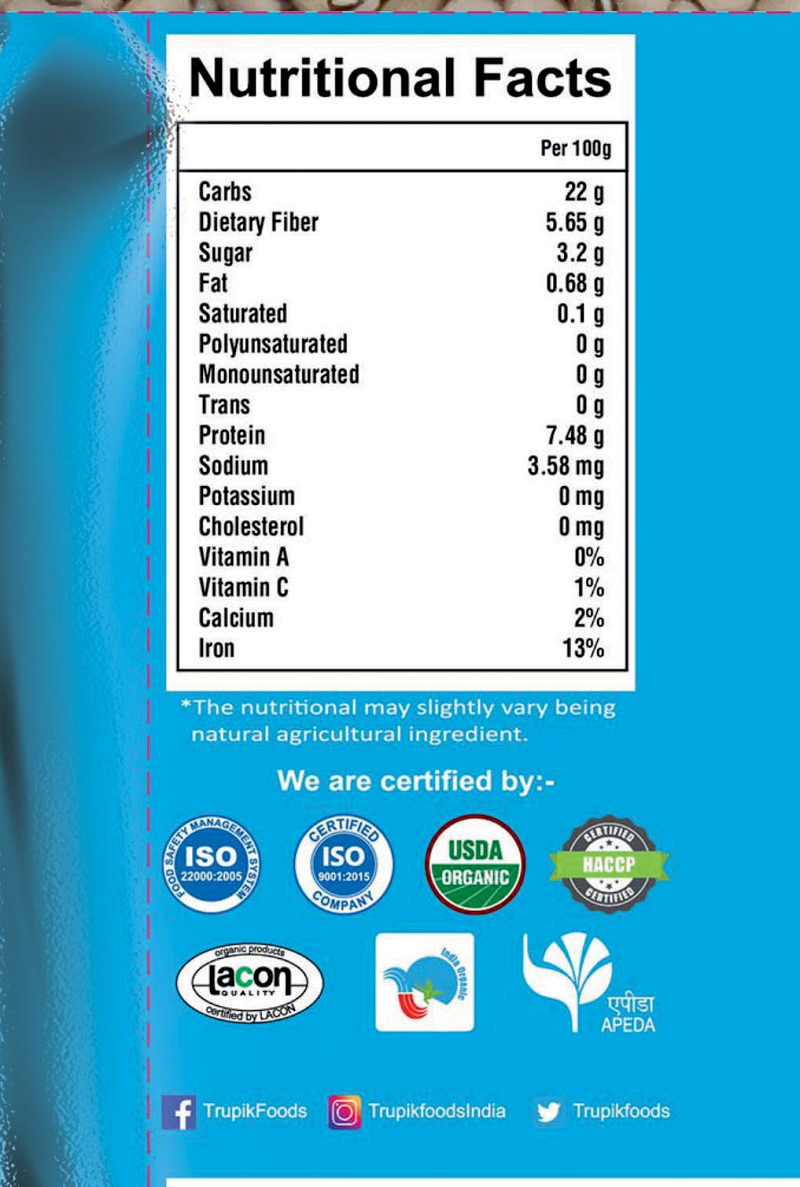 Nutritional Facts
Per 100g
Carbs 22 g
Dietary Fiber 5.65 g
Sugar 3.2 g
Fat 0.68 g
Saturated 0.1 g
Polyunsaturated 0 g
Monounsaturated 0 g
Trans 0 g
Protein 7.48 g
Sodium 3.58 mg
Potassium 0 mg
Cholesterol 0 mg
Vitamin A 0%
Vitamin C 1%
Calcium 2%
Iron 13%
*The nutritional may slightly vary being
natural agricultural ingredient.
We are certified by:-
FOOD SAFETY MANAGEMENT SYSTEM
ISO
22000:2005
CERTIFIED
ISO
9001:2015
COMPANY
USDA
ORGANIC
CERTIFIED
HACCP
CERTIFIED
organic products
lacon
QUALITY
certified by LACON
India Organic
एपीडा
APEDA
TrupikFoods TrupikfoodsIndia Trupikfoods